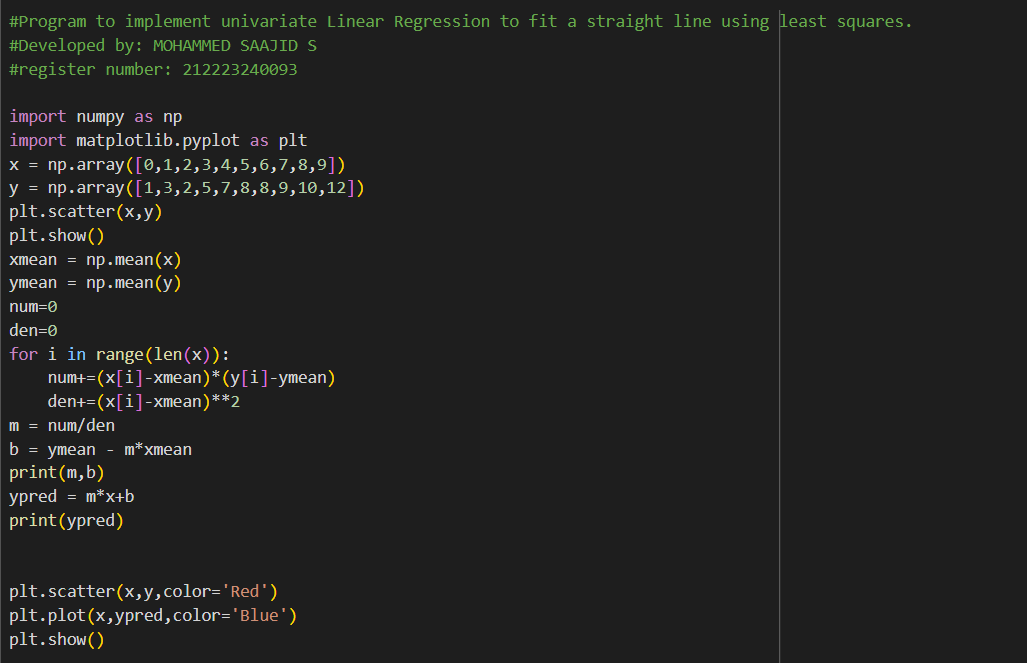 #Program to implement univariate Linear Regression to fit a straight line using least squares.
#Developed by: MOHAMMED SAAJID S
#register number: 212223240093

import numpy as np
import matplotlib.pyplot as plt
x = np.array([0,1,2,3,4,5,6,7,8,9])
y = np.array([1,3,2,5,7,8,8,9,10,12])
plt.scatter(x,y)
plt.show()
xmean = np.mean(x)
ymean = np.mean(y)
num=0
den=0
for i in range(len(x)):
    num+=(x[i]-xmean)*(y[i]-ymean)
    den+=(x[i]-xmean)**2
m = num/den
b = ymean - m*xmean
print(m,b)
ypred = m*x+b
print(ypred)


plt.scatter(x,y,color='Red')
plt.plot(x,ypred,color='Blue')
plt.show()